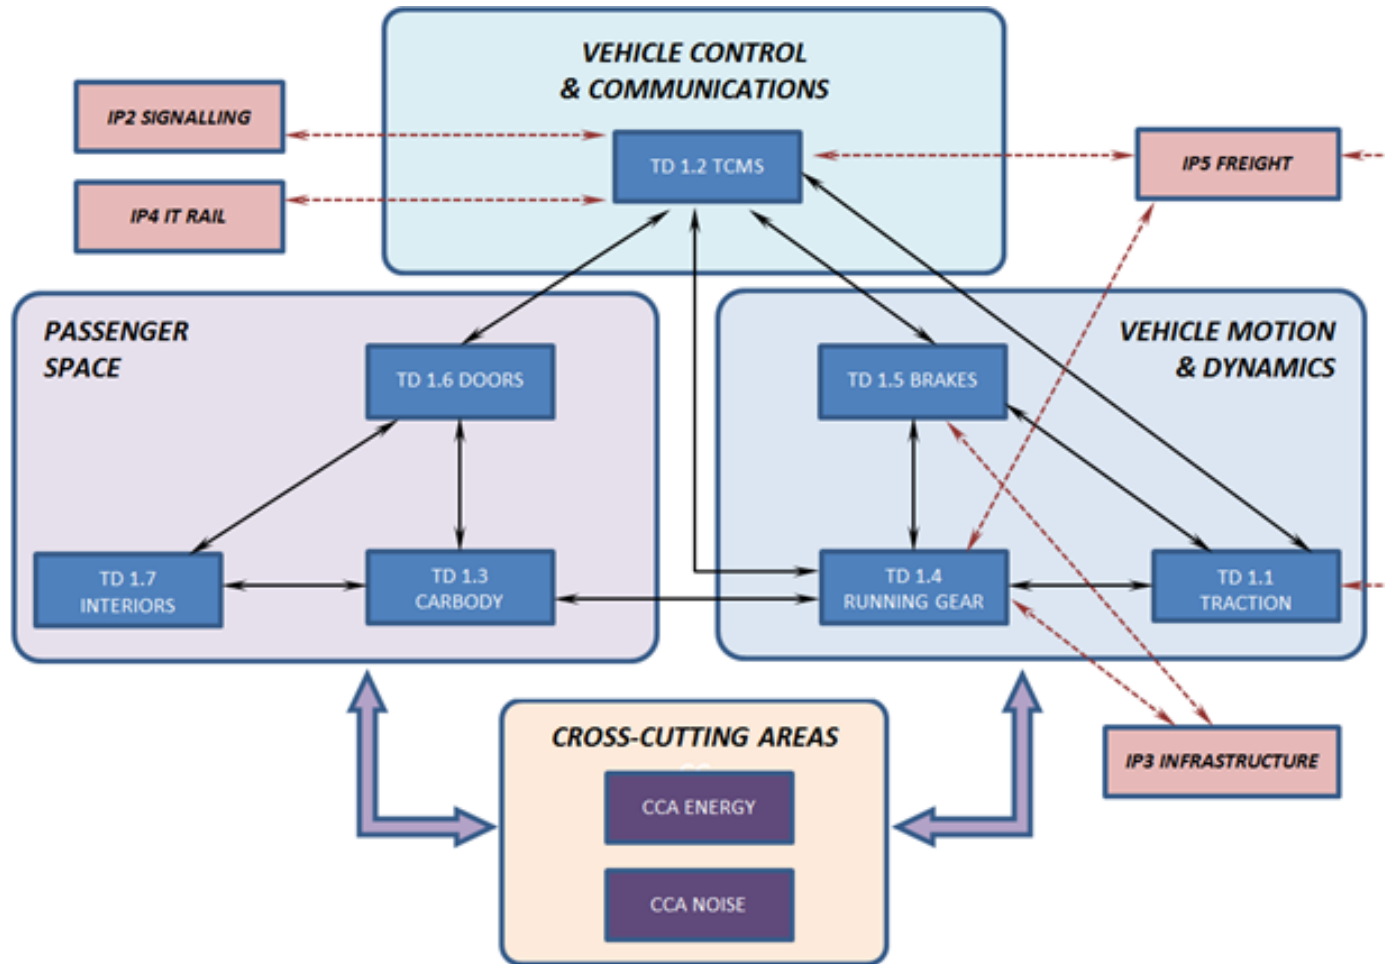 VEHICLE CONTROL
& COMMUNICATIONS
IP2 SIGNALLING
TD 1.2 TCMS
IP5 FREIGHT
IP4 IT RAIL
PASSENGER
SPACE
VEHICLE MOTION
& DYNAMICS
TD 1.6 DOORS
TD 1.5 BRAKES
TD 1.7
INTERIORS
TD 1.3
CARBODY
TD 1.4
RUNNING GEAR
TD 1.1
TRACTION
CROSS-CUTTING AREAS
IP3 INFRASTRUCTURE
CCA ENERGY
CCA NOISE